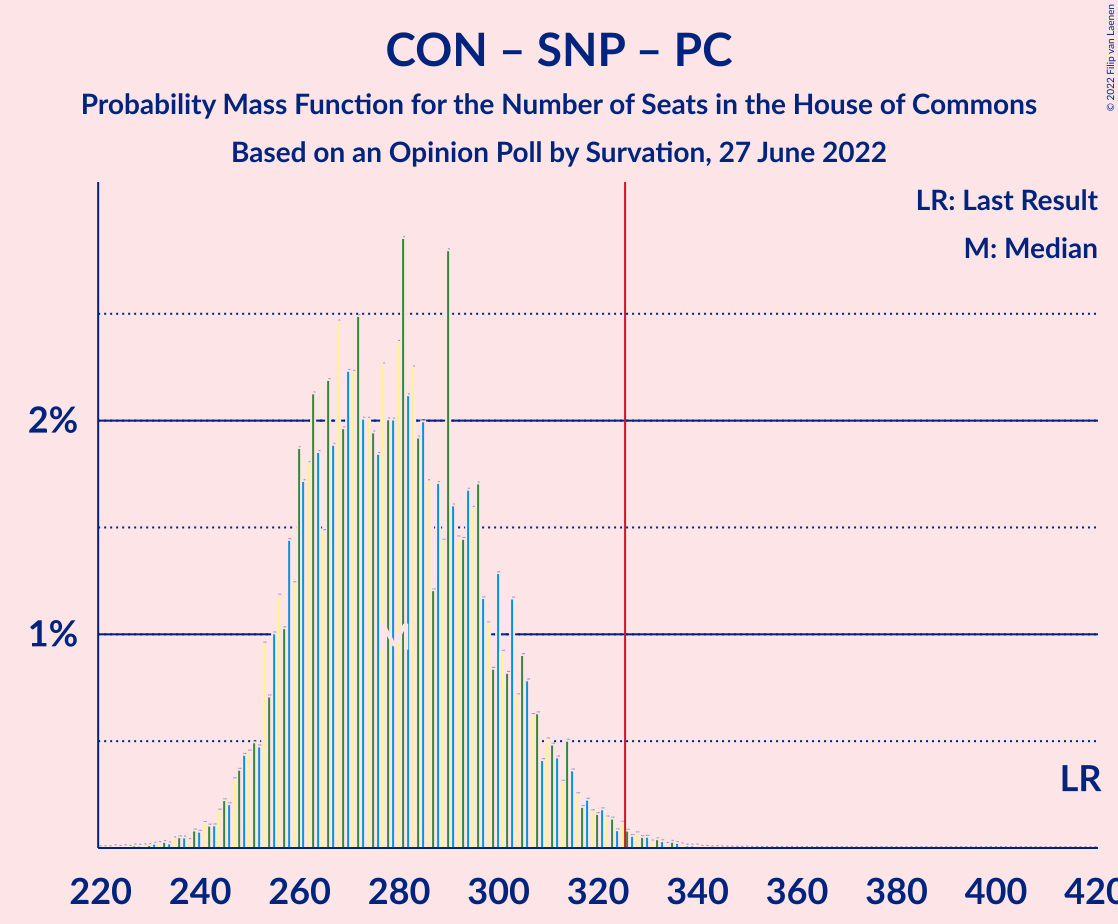 CON – SNP – PC
Probability Mass Function for the Number of Seats in the House of Commons
Based on an Opinion Poll by Survation, 27 June 2022
© 2022 Filip van Laenen
LR: Last Result
M: Median
2%
1%
M
LR
220 240 260 280 300 320 340 360 380 400 420